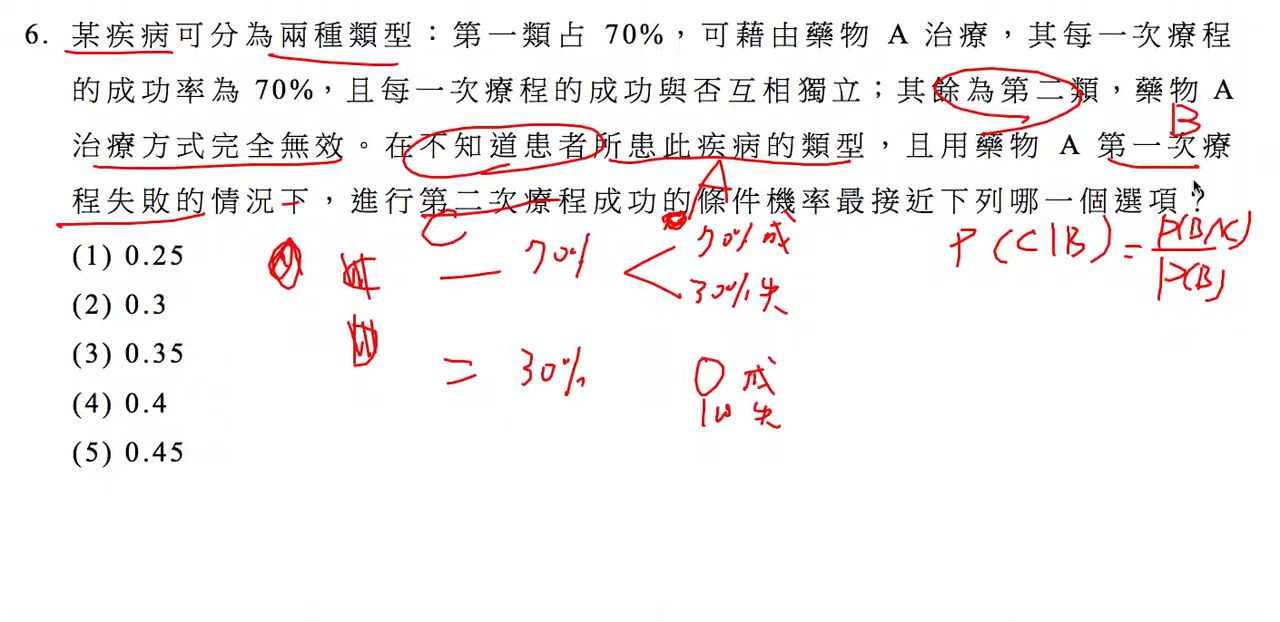 6. 某疾病可分為兩種類型：第一類占 70%，可藉由藥物 A 治療，其每一次療程
的成功率為 70%，且每一次療程的成功與否互相獨立；其餘為第二類，藥物 A
B
治療方式完全無效。在不知道患者所患此疾病的類型，且用藥物 A 第一次療
A
程失敗的情況下，進行第二次療程成功的條件機率最接近下列哪一個選項？
C
(1) 0.25
一 70% 70% 成
30% 失
P(C|B) = P(B∩C)
P(B)
(2) 0.3
(3) 0.35
二 30% 0 成
100 失
(4) 0.4
(5) 0.45